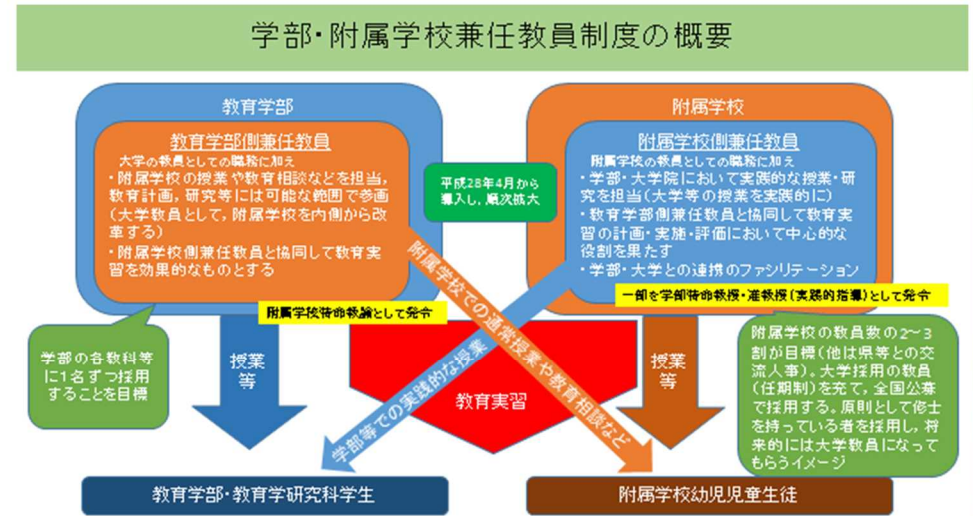 学部・附属学校兼任教員制度の概要
教育学部
教育学部側兼任教員
大学の教員としての職務に加え
・附属学校の授業や教育相談などを担当,
教育計画,研究等には可能な範囲で参画
(大学教員として,附属学校を内側から改
革する)
・附属学校側兼任教員と協同して教育実
習を効果的なものとする
附属学校特命教諭として発令
平成28年4月から
導入し,順次拡大
附属学校
附属学校側兼任教員
附属学校の教員としての職務に加え
・学部・大学院において実践的な授業・研
究を担当(大学等の授業を実践的に)
・教育学部側兼任教員と協同して教育実
習の計画・実施・評価において中心的な
役割を果たす
・学部・大学との連携のファシリテーション
一部を学部特命教授・准教授(実践的指導)として発令
学部の各教科等
に1名ずつ採用
することを目標
授業
等
学部等での実践的な授業
教育実習
附属学校での通常授業や教育相談など
授業
等
附属学校の教員数の2~3
割が目標(他は県等との交
流人事)。大学採用の教員
(任期制)を充て,全国公募
で採用する。原則として修士
を持っている者を採用し,将
来的には大学教員になって
もらうイメージ
教育学部・教育学研究科学生
附属学校幼児児童生徒